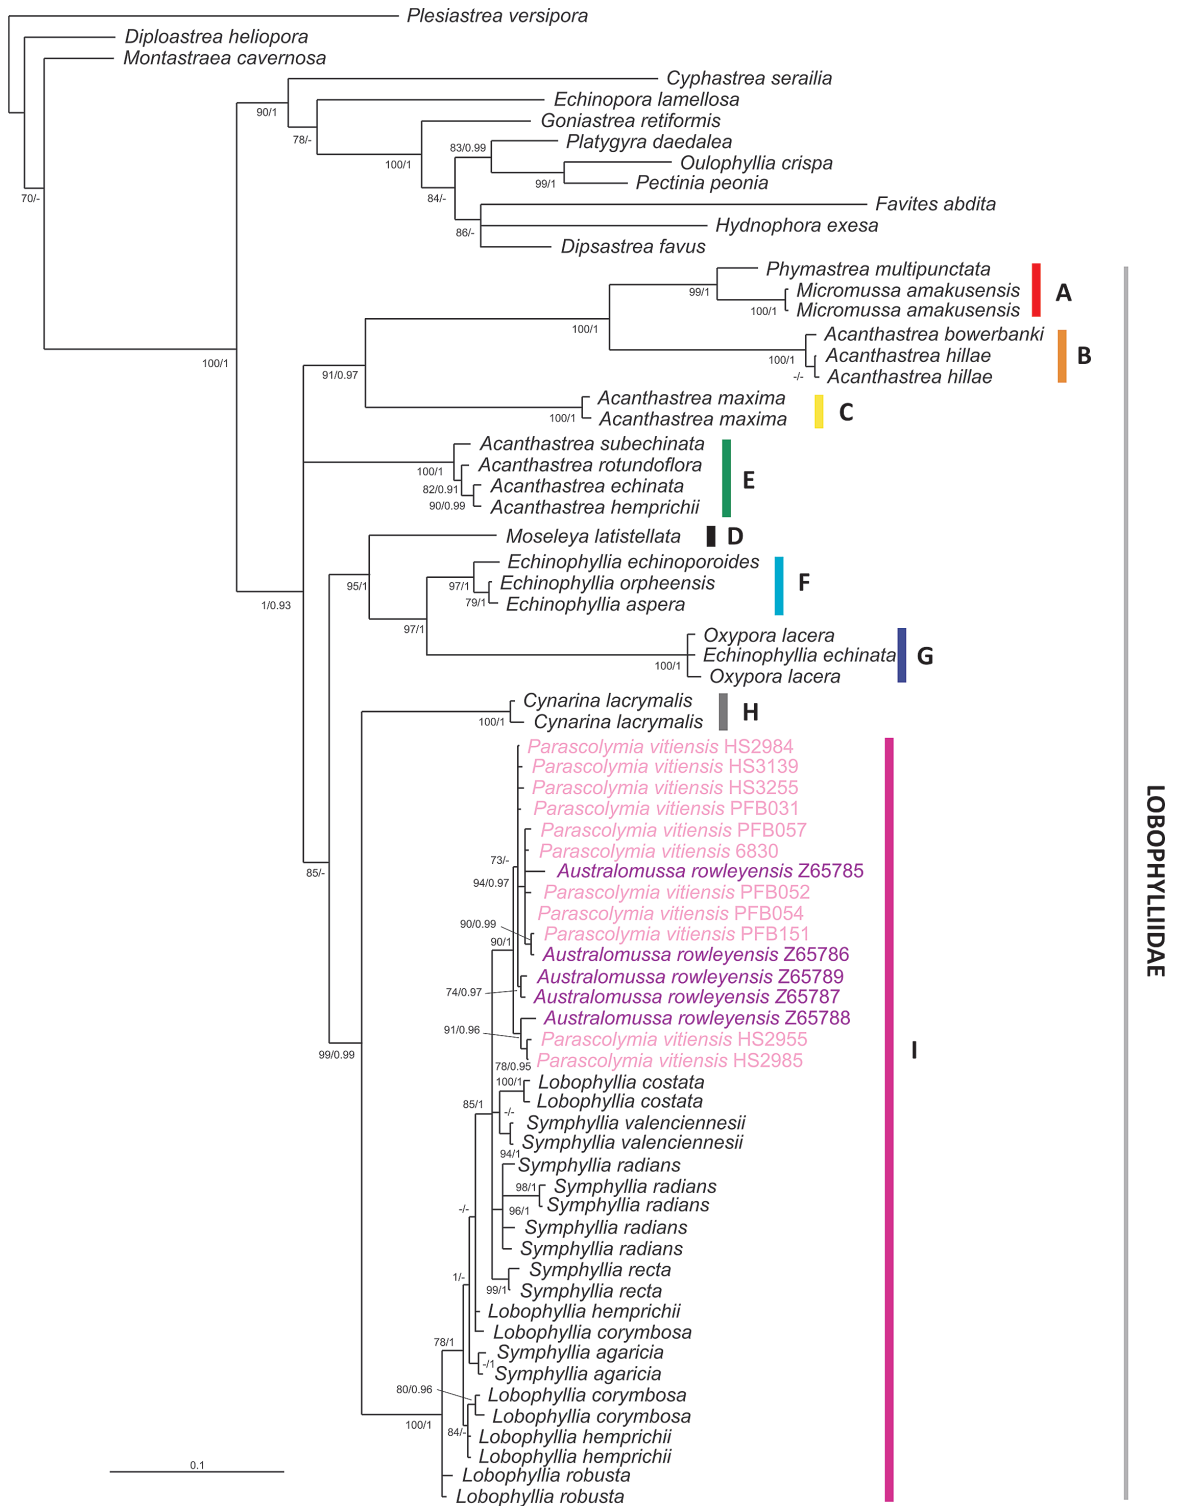 Plesiastrea versipora
Diploastrea heliopora
Montastraea cavernosa
Cyphastrea serailia
90/1
Echinopora lamellosa
Goniastrea retiformis
78/-
Platygyra daedalea
83/0.99
100/1
Oulophyllia crispa
99/1
Pectinia peonia
70/-
84/-
Favites abdita
Hydnophora exesa
86/-
Dipsastrea favus
Phymastrea multipunctata
99/1
Micromussa amakusensis
A
100/1
Micromussa amakusensis
100/1
Acanthastrea bowerbanki
100/1
Acanthastrea hillae
B
100/1
-/-
Acanthastrea hillae
91/0.97
Acanthastrea maxima
C
100/1
Acanthastrea maxima
Acanthastrea subechinata
100/1
Acanthastrea rotundoflora
E
82/0.91
Acanthastrea echinata
90/0.99
Acanthastrea hemprichii
Moseleya latistellata
D
Echinophyllia echinoporoides
95/1
97/1
Echinophyllia orpheensis
F
79/1
Echinophyllia aspera
1/0.93
97/1
Oxypora lacera
Echinophyllia echinata
G
100/1
Oxypora lacera
Cynarina lacrymalis
H
100/1
Cynarina lacrymalis
Parascolymia vitiensis HS2984
Parascolymia vitiensis HS3139
Parascolymia vitiensis HS3255
Parascolymia vitiensis PFB031
Parascolymia vitiensis PFB057
Parascolymia vitiensis 6830
73/-
85/-
Australomussa rowleyensis Z65785
94/0.97
Parascolymia vitiensis PFB052
Parascolymia vitiensis PFB054
90/0.99
Parascolymia vitiensis PFB151
90/1
Australomussa rowleyensis Z65786
Australomussa rowleyensis Z65789
74/0.97
Australomussa rowleyensis Z65787
Australomussa rowleyensis Z65788
91/0.96
Parascolymia vitiensis HS2955
99/0.99
78/0.95
Parascolymia vitiensis HS2985
I
100/1
Lobophyllia costata
85/1
Lobophyllia costata
-/-
Symphyllia valenciennesii
Symphyllia valenciennesii
94/1
Symphyllia radians
98/1
Symphyllia radians
96/1
Symphyllia radians
-/-
Symphyllia radians
Symphyllia radians
Symphyllia recta
1/-
99/1
Symphyllia recta
Lobophyllia hemprichii
Lobophyllia corymbosa
78/1
Symphyllia agaricia
-/1
Symphyllia agaricia
80/0.96
Lobophyllia corymbosa
Lobophyllia corymbosa
100/1
84/-
Lobophyllia hemprichii
Lobophyllia hemprichii
Lobophyllia robusta
Lobophyllia robusta
0.1
LOBOPHYLLIIDAE